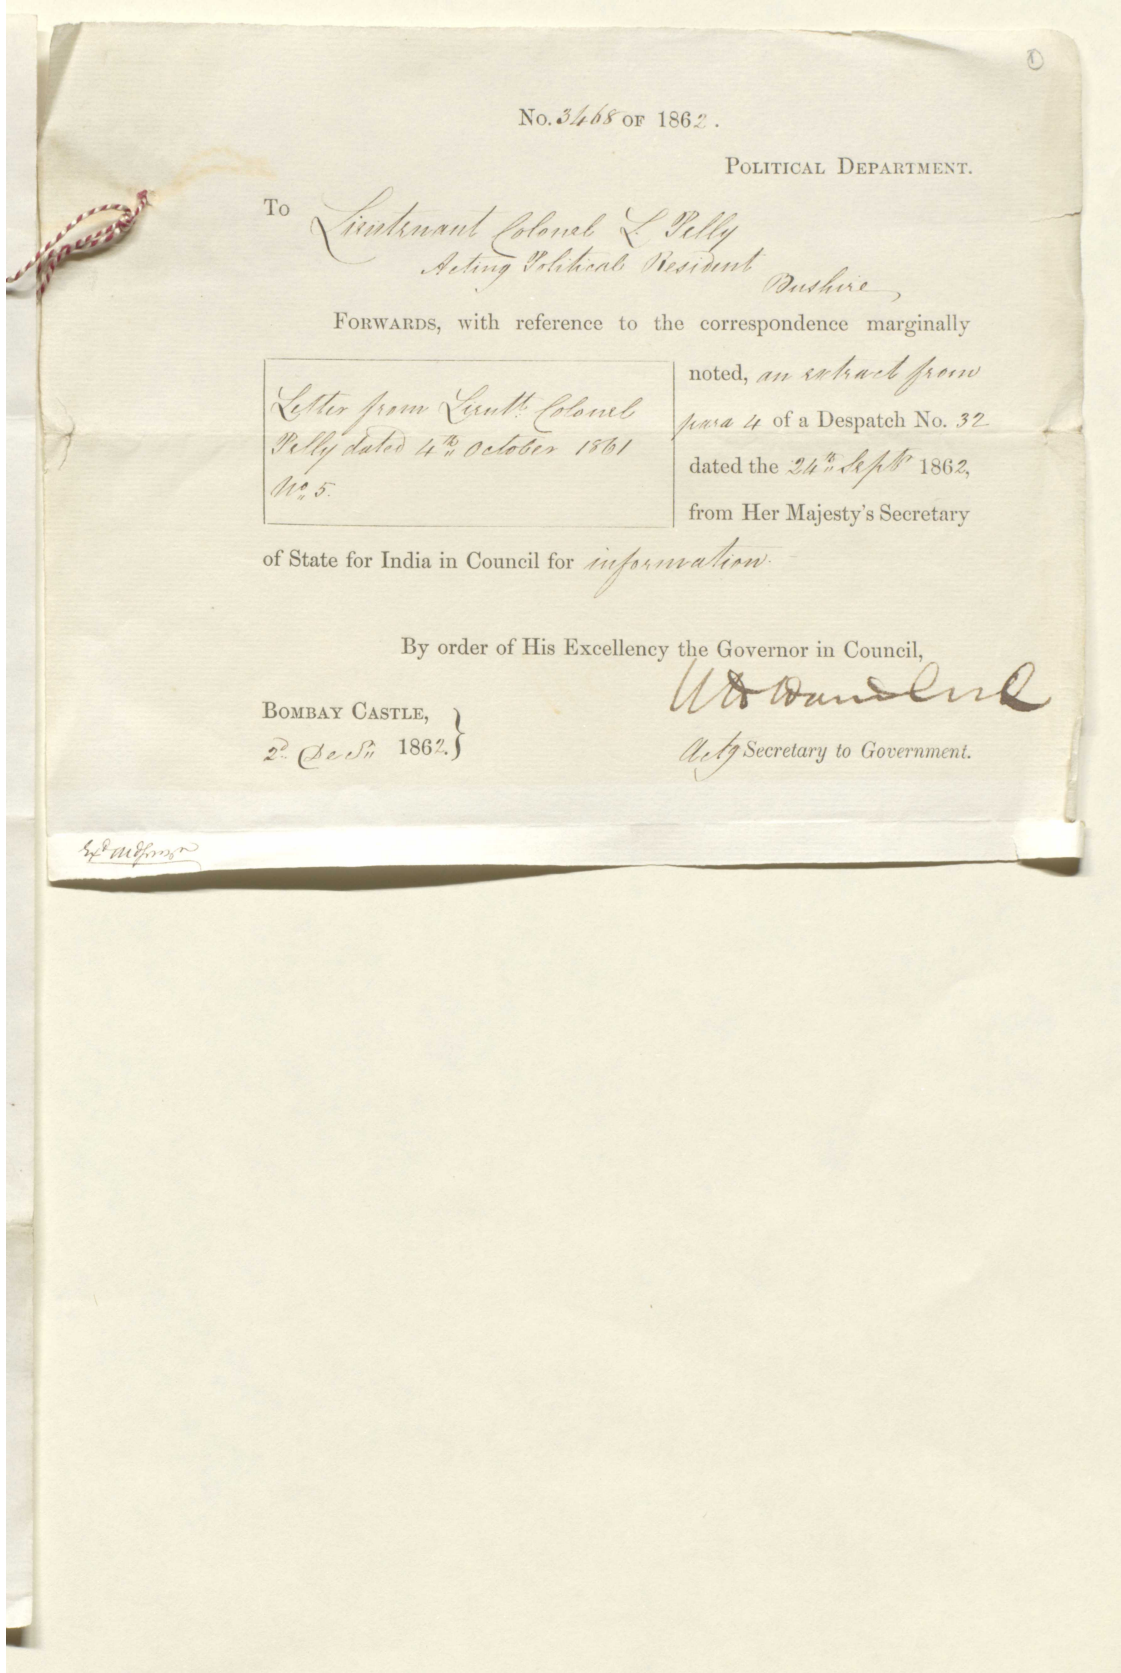 1
No. 3468 OF 1862.
POLITICAL DEPARTMENT.
To
Lieutenant Colonel L Pelly
Acting Political Resident
Bushire
FORWARDS, with reference to the correspondence marginally
noted, an extract from
para 4 of a Despatch No. 32
dated the 24th Septr 1862,
from Her Majesty's Secretary
Letter from Lieutt. Colonel
Pelly dated 4th October 1861
No 5.
of State for India in Council for information
By order of His Excellency the Governor in Council,
BOMBAY CASTLE,
2d. 1862.
Actg Secretary to Government.
Exd